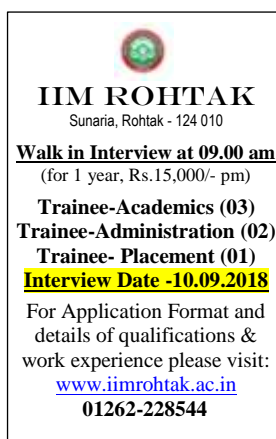 IIM ROHTAK
Sunaria, Rohtak - 124 010
Walk in Interview at 09.00 am
(for 1 year, Rs.15,000/- pm)
Trainee-Academics (03)
Trainee-Administration (02)
Trainee- Placement (01)
Interview Date -10.09.2018
For Application Format and
details of qualifications &
work experience please visit:
www.iimrohtak.ac.in
01262-228544